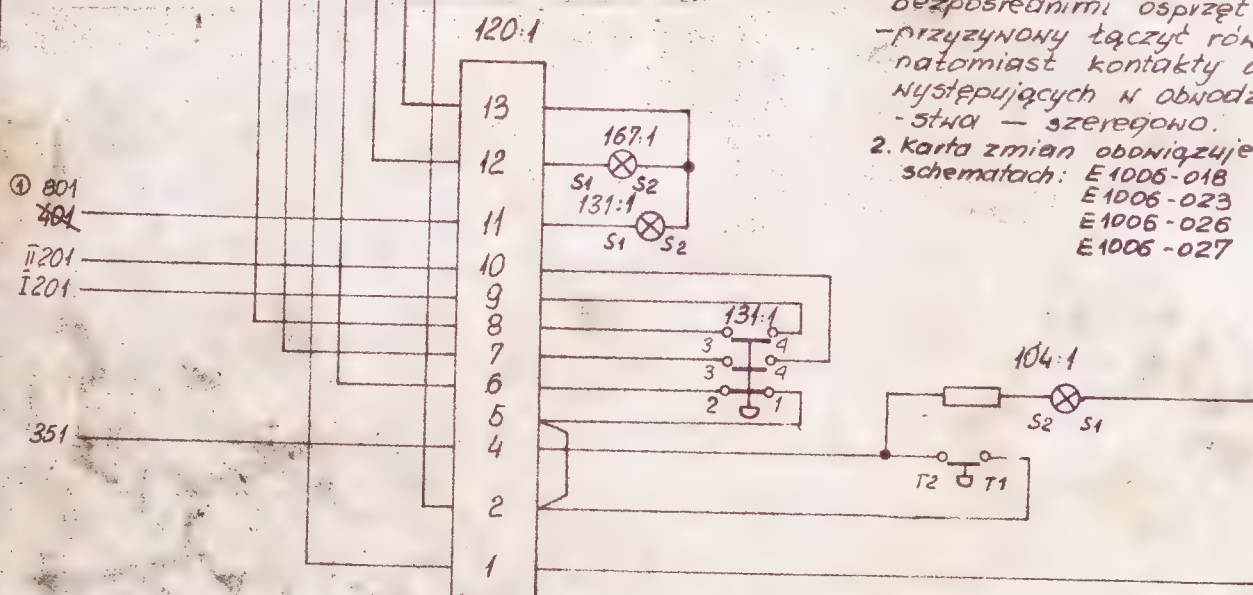 120:1
bezpośrednimi osprzęt
-przyzynowy łączyć rów
natomiast kontakty
występujących w obwodz
-stwa — szeregowo.
2. Karta zmian obowiązuje
schematach: E1006-018
E1006-023
E1006-026
E1006-027
13
167:1
12
S1 S2
131:1
① 801
401
11
S1 S2
II201
10
I201
9
131:1
8
3 4
7
3 4
104:1
6
2 1
5
S2 S1
351
4
T2 T1
2
1